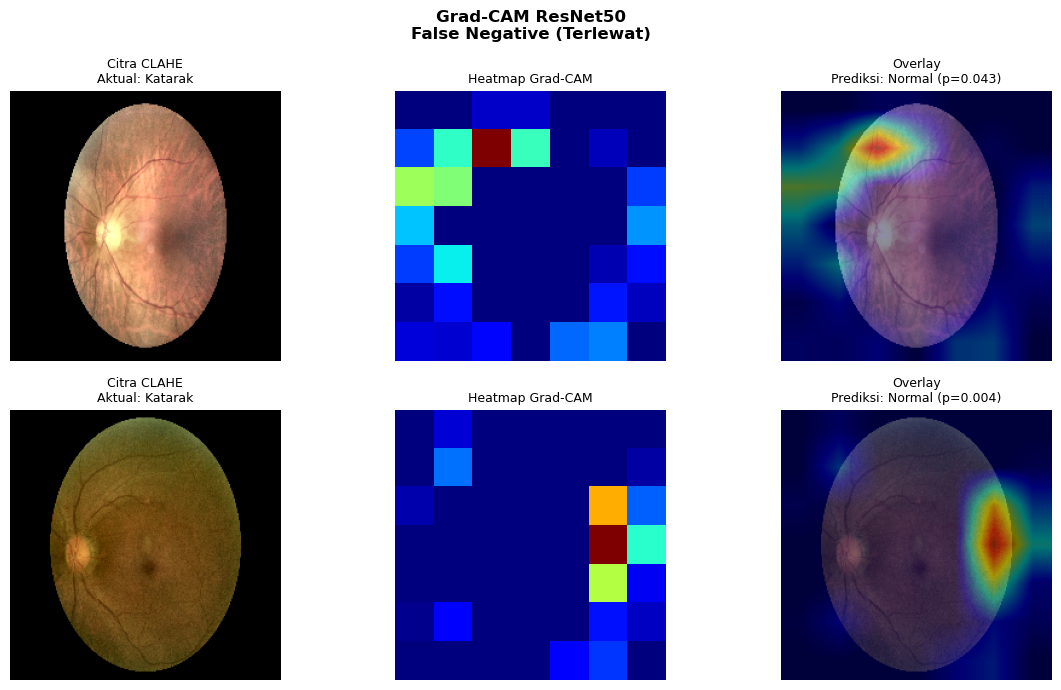 Grad-CAM ResNet50
False Negative (Terlewat)
Citra CLAHE
Aktual: Katarak
Heatmap Grad-CAM
Overlay
Prediksi: Normal (p=0.043)
Citra CLAHE
Aktual: Katarak
Heatmap Grad-CAM
Overlay
Prediksi: Normal (p=0.004)